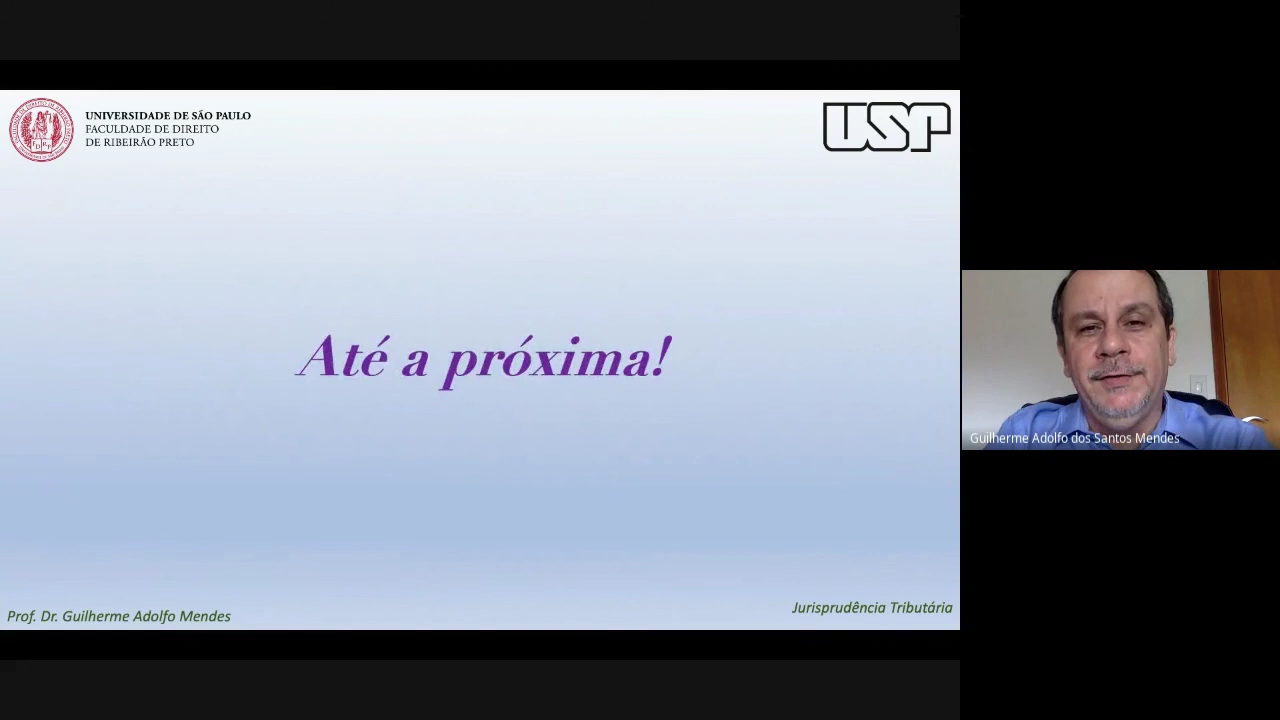 UNIVERSIDADE DE SÃO PAULO
FACULDADE DE DIREITO
DE RIBEIRÃO PRETO
USP
Até a próxima!
Guilherme Adolfo dos Santos Mendes
Prof. Dr. Guilherme Adolfo Mendes
Jurisprudência Tributária